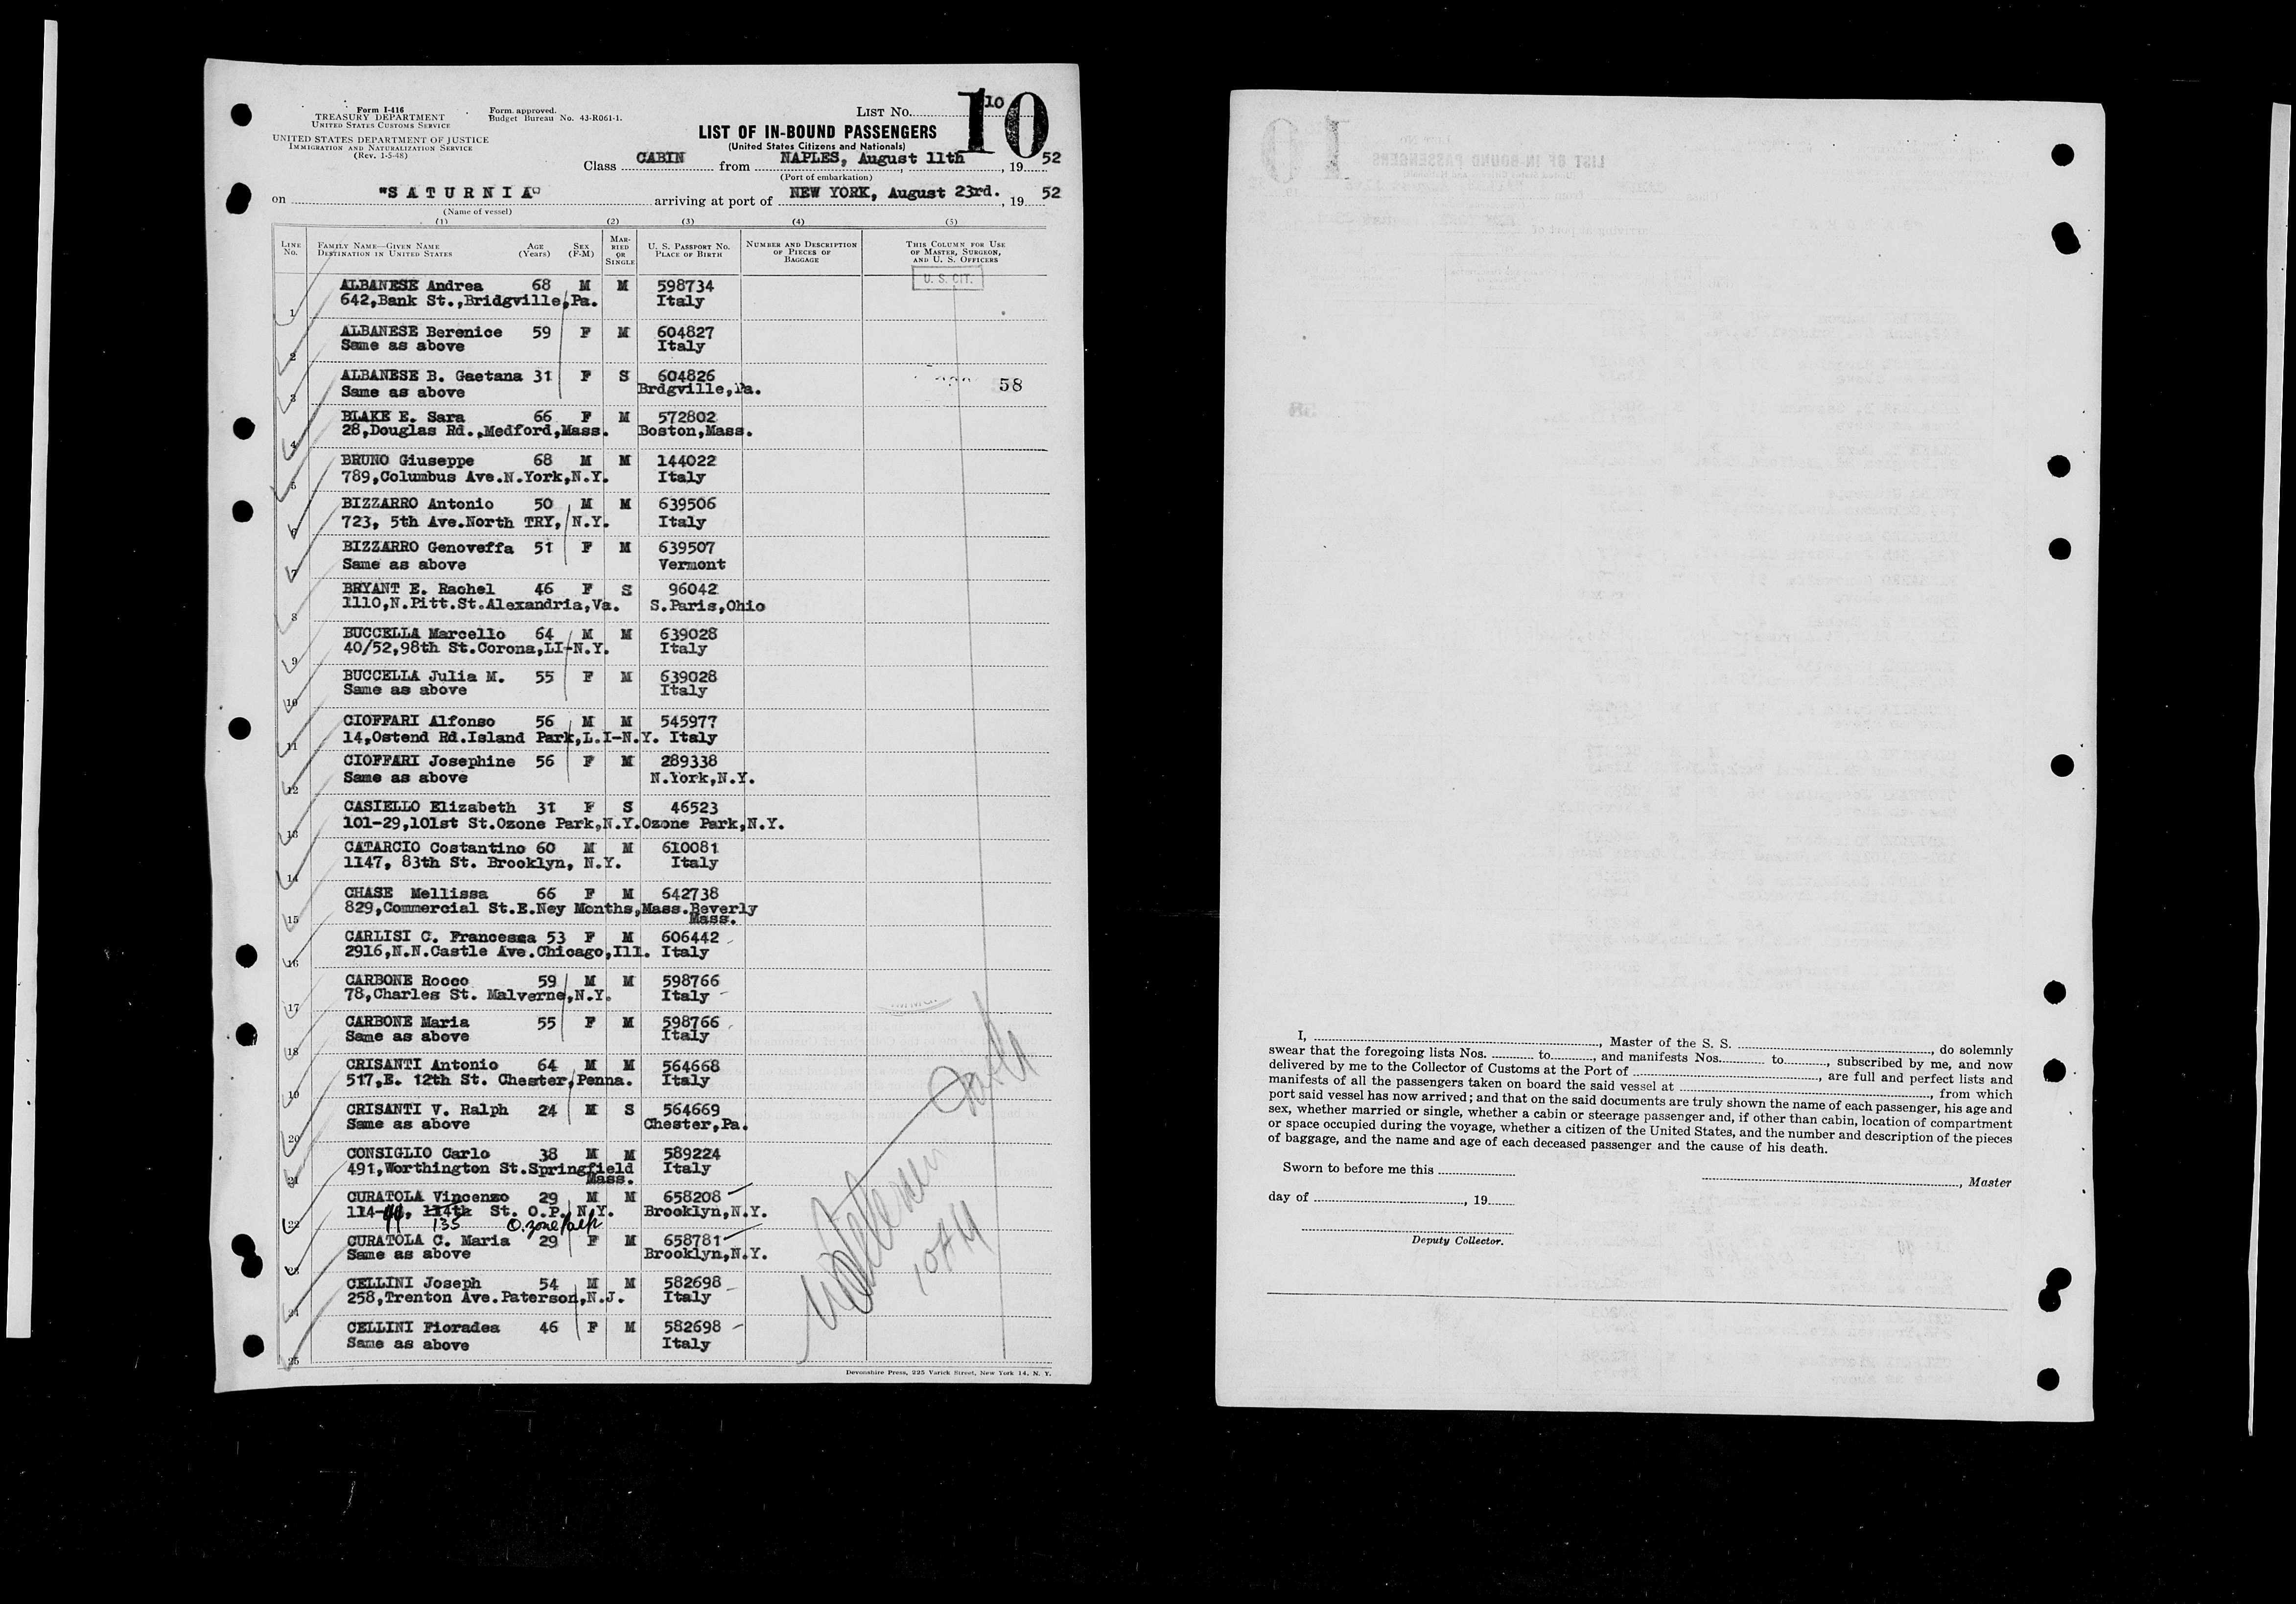 Form I-416
TREASURY DEPARTMENT
UNITED STATES CUSTOMS SERVICE
UNITED STATES DEPARTMENT OF JUSTICE
IMMIGRATION AND NATURALIZATION SERVICE
(Rev. 1-5-48)
Form approved.
Budget Bureau No. 43-R061-1.
LIST No. 10
10
LIST OF IN-BOUND PASSENGERS
(United States Citizens and Nationals)
Class CABIN from NAPLES, August 11th, 19 52
(Port of embarkation)
on "SATURNIA" arriving at port of NEW YORK, August 23rd., 19 52
(Name of vessel)
(1) (2) (3) (4) (5)
LINE No. FAMILY NAME—GIVEN NAME DESTINATION IN UNITED STATES AGE (Years) SEX (F-M) MARRIED OR SINGLE U. S. PASSPORT NO. PLACE OF BIRTH NUMBER AND DESCRIPTION OF PIECES OF BAGGAGE THIS COLUMN FOR USE OF MASTER, SURGEON, AND U. S. OFFICERS
U. S. CIT.
ALBANESE Andrea 68 M M 598734
1 642,Bank St.,Bridgville,Pa. Italy
ALBANESE Berenice 59 F M 604827
2 Same as above Italy
ALBANESE B. Gaetana 31 F S 604826 58
3 Same as above Brdgville,Pa.
BLAKE E. Sara 66 F M 572802
4 28,Douglas Rd.,Medford,Mass. Boston,Mass.
BRUNO Giuseppe 68 M M 144022
5 789,Columbus Ave.N.York,N.Y. Italy
BIZZARRO Antonio 50 M M 639506
6 723, 5th Ave.North TRY, N.Y. Italy
BIZZARRO Genoveffa 51 F M 639507
7 Same as above Vermont
BRYANT E. Rachel 46 F S 96042
8 1110,N.Pitt.St.Alexandria,Va. S.Paris,Ohio
BUCCELLA Marcello 64 M M 639028
9 40/52,98th St.Corona,LI-N.Y. Italy
BUCCELLA Julia M. 55 F M 639028
10 Same as above Italy
CIOFFARI Alfonso 56 M M 545977
11 14,Ostend Rd.Island Park,L.I-N.Y. Italy
CIOFFARI Josephine 56 F M 289338
12 Same as above N.York,N.Y.
CASIELLO Elizabeth 31 F S 46523
13 101-29,101st St.Ozone Park,N.Y. Ozone Park,N.Y.
CATARCIO Costantino 60 M M 610081
14 1147, 83th St. Brooklyn, N.Y. Italy
CHASE Mellissa 66 F M 642738
15 829,Commercial St.E.Ney Months,Mass. Beverly
Mass.
CARLISI C. Francesca 53 F M 606442
16 2916,N.N.Castle Ave.Chicago,Ill. Italy
CARBONE Rocco 59 M M 598766
17 78,Charles St. Malverne,N.Y. Italy
CARBONE Maria 55 F M 598766
18 Same as above Italy
CRISANTI Antonio 64 M M 564668
19 517,E. 12th St. Chester,Penna. Italy
CRISANTI V. Ralph 24 M S 564669
20 Same as above Chester,Pa.
CONSIGLIO Carlo 38 M M 589224
21 491,Worthington St.Springfield Italy
Mass.
CURATOLA Vincenzo 29 M M 658208
22 114-44, 114th St. O.P. N.Y. Brooklyn,N.Y.
135 O.zone Park
CURATOLA C. Maria 29 F M 658781
23 Same as above Brooklyn,N.Y.
CELLINI Joseph 54 M M 582698
24 258,Trenton Ave.Paterson,N.J. Italy
CELLINI Fioradea 46 F M 582698
25 Same as above Italy
10 AM
Devonshire Press, 225 Varick Street, New York 14, N. Y.
I, ..., Master of the S. S. ..., do solemnly
swear that the foregoing lists Nos. ... to ..., and manifests Nos. ... to ..., subscribed by me, and now
delivered by me to the Collector of Customs at the Port of ..., are full and perfect lists and
manifests of all the passengers taken on board the said vessel at ..., from which
port said vessel has now arrived; and that on the said documents are truly shown the name of each passenger, his age and
sex, whether married or single, whether a cabin or steerage passenger and, if other than cabin, location of compartment
or space occupied during the voyage, whether a citizen of the United States, and the number and description of the pieces
of baggage, and the name and age of each deceased passenger and the cause of his death.
Sworn to before me this ...
..., Master
day of ..., 19...
Deputy Collector.